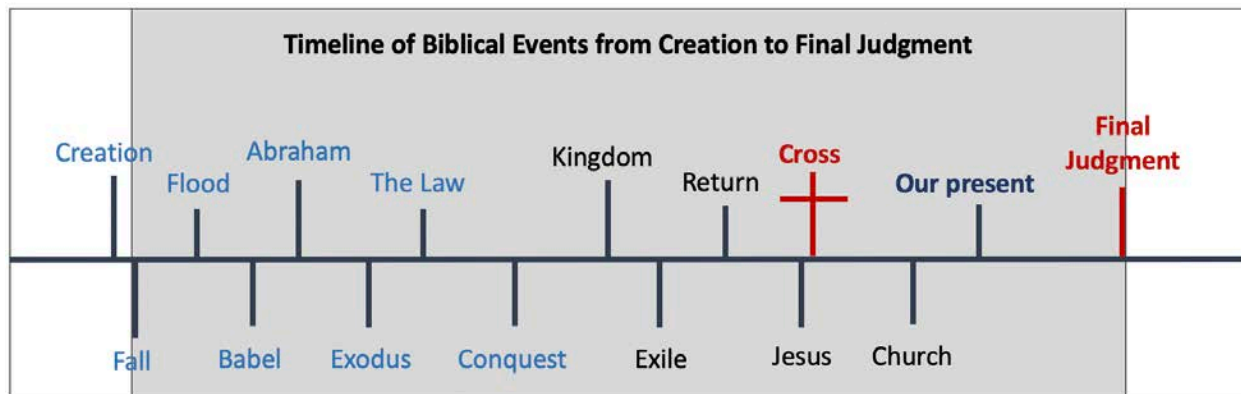 Timeline of Biblical Events from Creation to Final Judgment
Creation
Flood
Abraham
The Law
Kingdom
Return
Cross
Our present
Final
Judgment
Fall
Babel
Exodus
Conquest
Exile
Jesus
Church